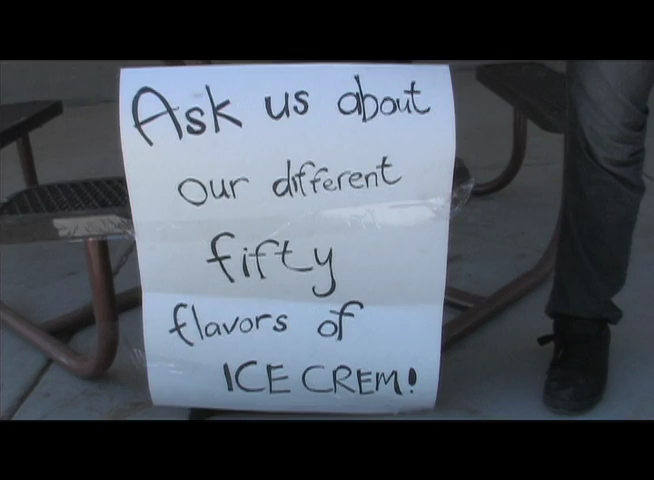 Ask us about
our different
fifty
flavors of
ICE CREM!